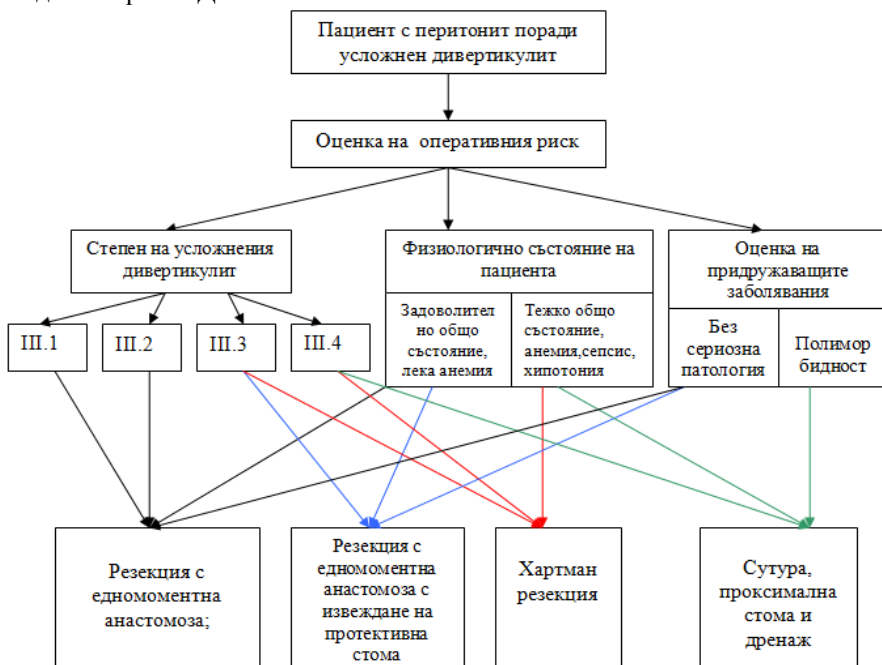 Пациент с перитонит поради
усложнен дивертикулит
Оценка на оперативния риск
Степен на усложнения
дивертикулит
Физиологично състояние на
пациента
Оценка на
придружаващите
заболявания
Задоволител
но общо
състояние,
лека анемия
Тежко общо
състояние,
анемия,сепсис,
хипотония
Без
сериозна
патология
Полимор
бидност
III.1
III.2
III.3
III.4
Резекция с
едномоментна
анастомоза;
Резекция с
едномоментна
анастомоза с
извеждане на
протективна
стома
Хартман
резекция
Сутура,
проксимална
стома и
дренаж